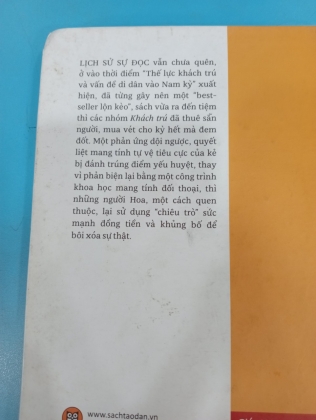 LỊCH SỬ SỰ ĐỌC vẫn chưa quên,
ở vào thời điểm "Thế lực khách trú
và vấn đề di dân vào Nam kỳ" xuất
hiện, đã từng gây nên một "best-
seller lộn kèo", sách vừa ra đến tiệm
thì các nhóm Khách trú đã thuê sẵn
người, mua vét cho kỳ hết mà đem
đốt. Một phản ứng dội ngược, quyết
liệt mang tính tự vệ tiêu cực của kẻ
bị đánh trúng điểm yếu huyệt, thay
vì phản biện lại bằng một công trình
khoa học mang tính đối thoại, thì
những người Hoa, một cách quen
thuộc, lại sử dụng "chiêu trò" sức
mạnh đồng tiền và khủng bố để
bôi xóa sự thật.
www.sachtaodan.vn